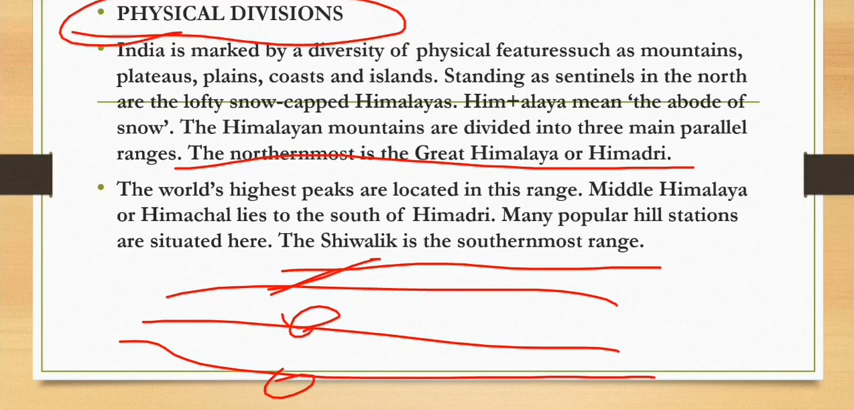 • PHYSICAL DIVISIONS
• India is marked by a diversity of physical featuressuch as mountains,
plateaus, plains, coasts and islands. Standing as sentinels in the north
are the lofty snow-capped Himalayas. Him+alaya mean ‘the abode of
snow’. The Himalayan mountains are divided into three main parallel
ranges. The northernmost is the Great Himalaya or Himadri.
• The world’s highest peaks are located in this range. Middle Himalaya
or Himachal lies to the south of Himadri. Many popular hill stations
are situated here. The Shiwalik is the southernmost range.